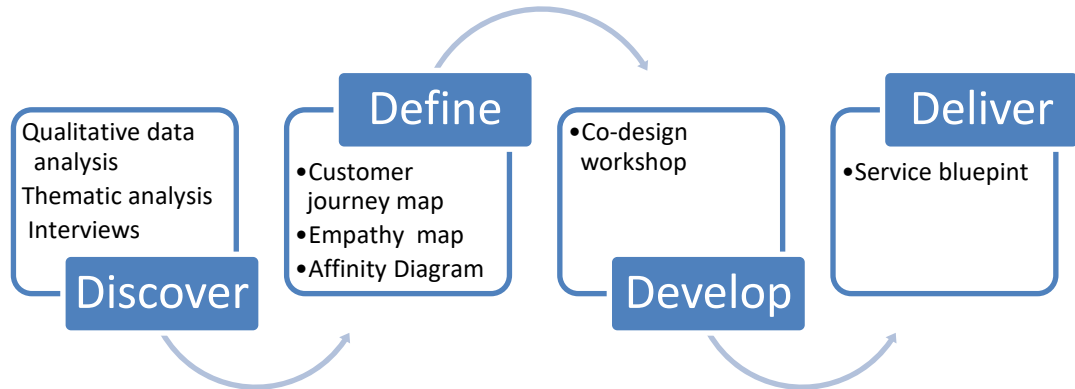 Qualitative data
analysis
Thematic analysis
Interviews
Discover
Define
•Customer
journey map
•Empathy map
•Affinity Diagram
•Co-design
workshop
Develop
Deliver
•Service bluepint